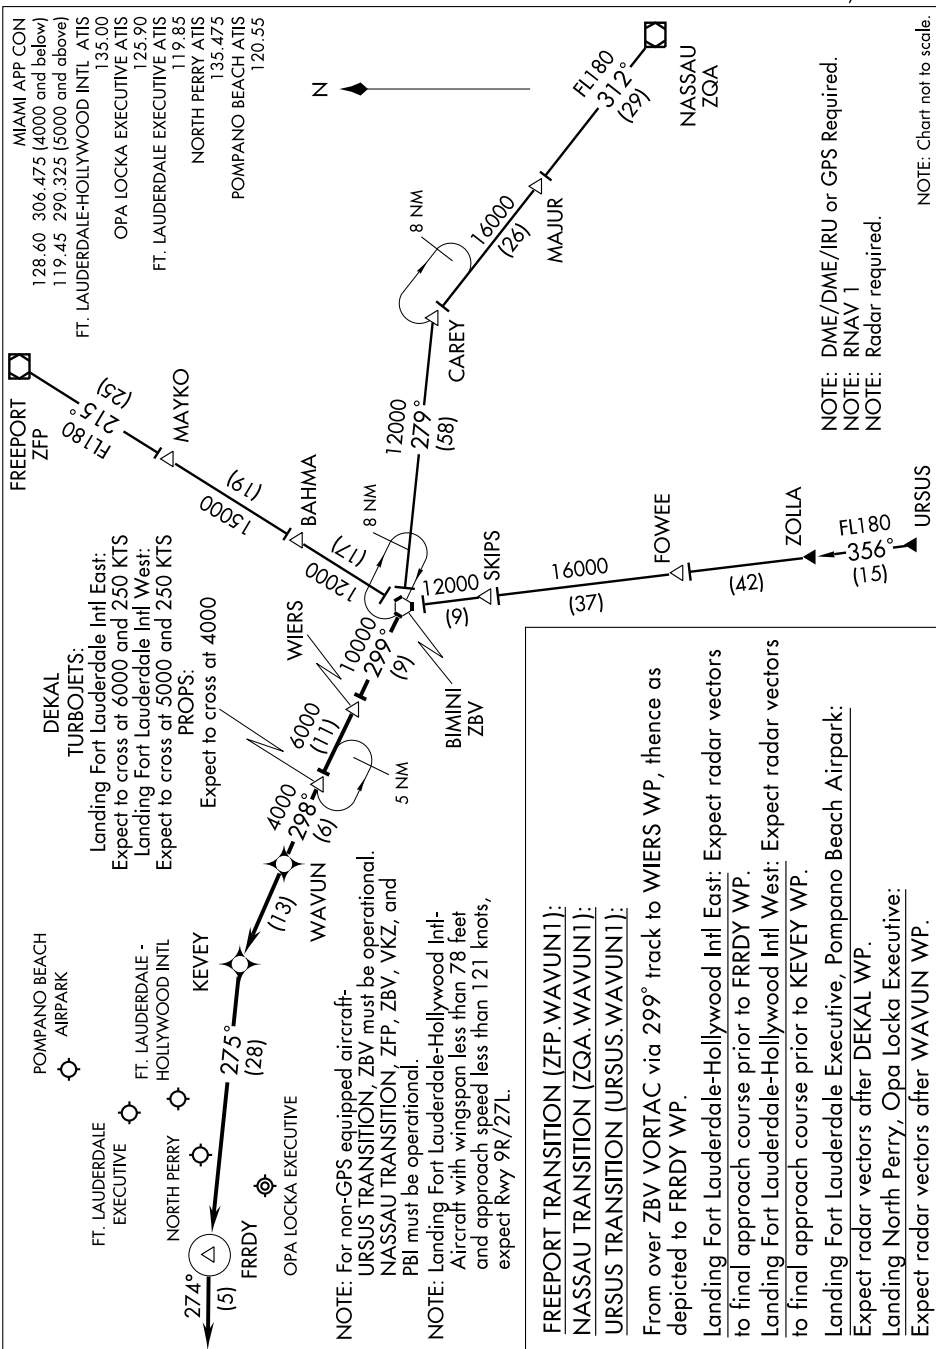 MIAMI APP CON
128.60 306.475 (4000 and below)
119.45 290.325 (5000 and above)
FT. LAUDERDALE-HOLLYWOOD INTL ATIS
135.00
OPA LOCKA EXECUTIVE ATIS
125.90
FT. LAUDERDALE EXECUTIVE ATIS
119.85
NORTH PERRY ATIS
135.475
POMPANO BEACH ATIS
120.55
N
FREEPORT
ZFP
FL180
215°
(25)
MAYKO
15000
(19)
BAHMA
12000
(17)
NASSAU
ZQA
FL180
312°
(29)
MAJUR
16000
(26)
8 NM
CAREY
12000
279°
(58)
8 NM
URSUS
FL180
356°
(15)
ZOLLA
(42)
FOWEE
16000
(37)
SKIPS
12000
(9)
BIMINI
ZBV
10000
299°
(9)
WIERS
6000
(11)
5 NM
DEKAL
TURBOJETS:
Landing Fort Lauderdale Intl East:
Expect to cross at 6000 and 250 KTS
Landing Fort Lauderdale Intl West:
Expect to cross at 5000 and 250 KTS
PROPS:
Expect to cross at 4000
4000
298°
(6)
WAVUN
(13)
KEVEY
275°
(28)
FRRDY
274°
(5)
POMPANO BEACH
AIRPARK
FT. LAUDERDALE
EXECUTIVE
FT. LAUDERDALE -
HOLLYWOOD INTL
NORTH PERRY
OPA LOCKA EXECUTIVE
NOTE: For non-GPS equipped aircraft-
URSUS TRANSITION, ZBV must be operational.
NASSAU TRANSITION, ZFP, ZBV, VKZ, and
PBI must be operational.
NOTE: Landing Fort Lauderdale-Hollywood Intl-
Aircraft with wingspan less than 78 feet
and approach speed less than 121 knots,
expect Rwy 9R/27L.
NOTE: DME/DME/IRU or GPS Required.
NOTE: RNAV 1
NOTE: Radar required.
NOTE: Chart not to scale.
FREEPORT TRANSITION (ZFP.WAVUN1):
NASSAU TRANSITION (ZQA.WAVUN1):
URSUS TRANSITION (URSUS.WAVUN1):
From over ZBV VORTAC via 299° track to WIERS WP, thence as
depicted to FRRDY WP.
Landing Fort Lauderdale-Hollywood Intl East: Expect radar vectors
to final approach course prior to FRRDY WP.
Landing Fort Lauderdale-Hollywood Intl West: Expect radar vectors
to final approach course prior to KEVEY WP.
Landing Fort Lauderdale Executive, Pompano Beach Airpark:
Expect radar vectors after DEKAL WP.
Landing North Perry, Opa Locka Executive:
Expect radar vectors after WAVUN WP.